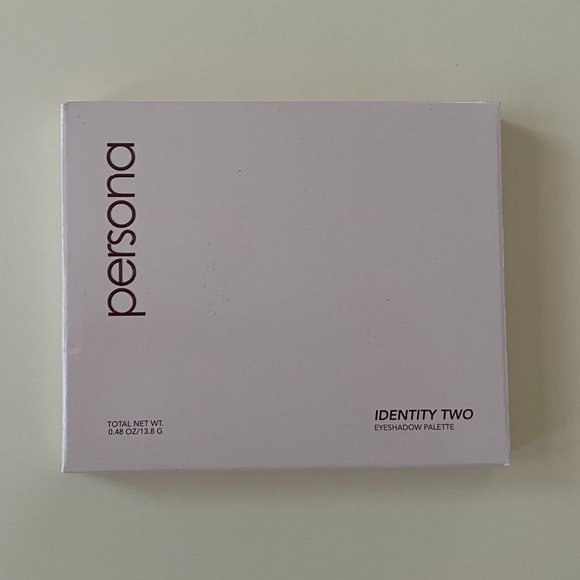 persona
TOTAL NET WT.
0.48 OZ/13.8 G
IDENTITY TWO
EYESHADOW PALETTE